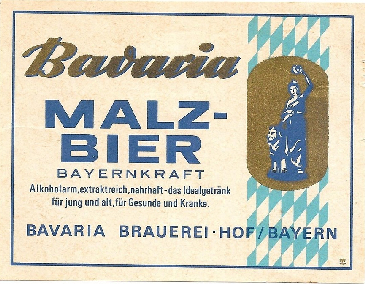 Bavaria
MALZ-
BIER
BAYERNKRAFT
Alkoholarm, extraktreich, nahrhaft - das Idealgetränk
für jung und alt, für Gesunde und Kranke.
BAVARIA BRAUEREI · HOF/BAYERN